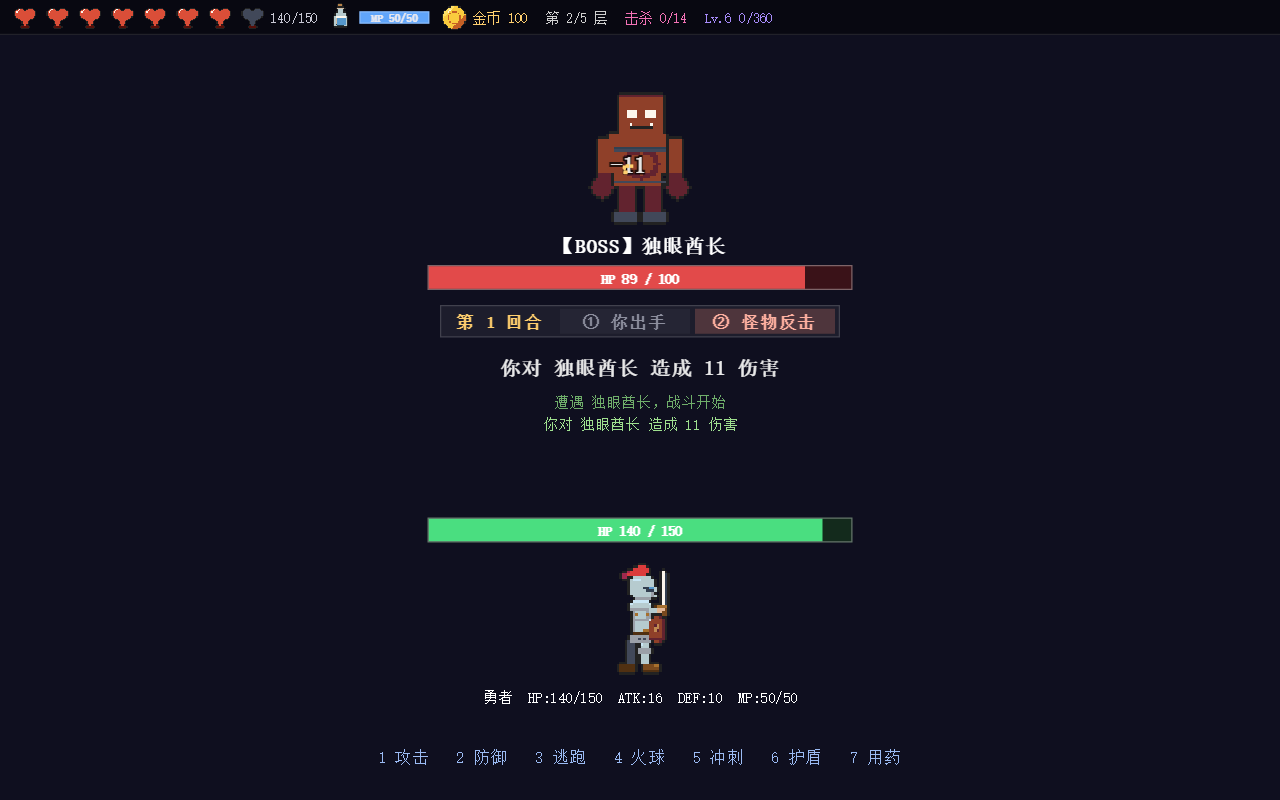 140/150 MP 50/50 金币 100 第 2/5 层 击杀 0/14 Lv.6 0/360
-11
【BOSS】独眼酋长
HP 89 / 100
第 1 回合 ① 你出手 ② 怪物反击
你对 独眼酋长 造成 11 伤害
遭遇 独眼酋长，战斗开始
你对 独眼酋长 造成 11 伤害
HP 140 / 150
勇者 HP:140/150 ATK:16 DEF:10 MP:50/50
1 攻击 2 防御 3 逃跑 4 火球 5 冲刺 6 护盾 7 用药